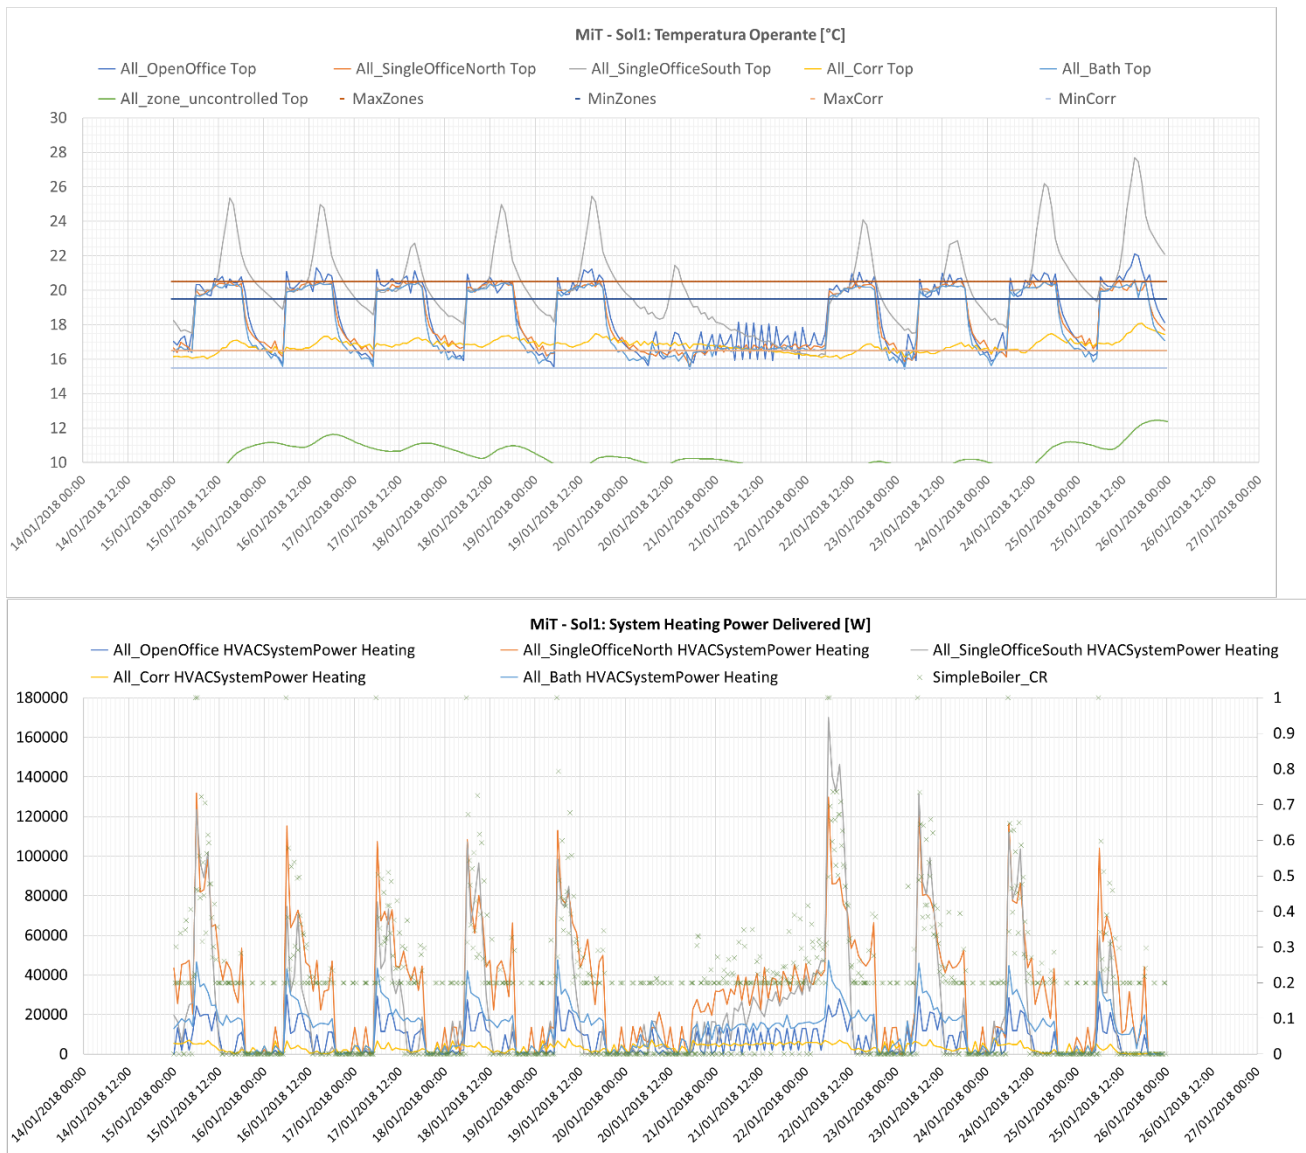 MiT - Sol1: Temperatura Operante [°C]
All_OpenOffice Top All_SingleOfficeNorth Top All_SingleOfficeSouth Top All_Corr Top All_Bath Top
All_zone_uncontrolled Top MaxZones MinZones MaxCorr MinCorr
30
28
26
24
22
20
18
16
14
12
10
14/01/2018 00:00 14/01/2018 12:00 15/01/2018 00:00 15/01/2018 12:00 16/01/2018 00:00 16/01/2018 12:00 17/01/2018 00:00 17/01/2018 12:00 18/01/2018 00:00 18/01/2018 12:00 19/01/2018 00:00 19/01/2018 12:00 20/01/2018 00:00 20/01/2018 12:00 21/01/2018 00:00 21/01/2018 12:00 22/01/2018 00:00 22/01/2018 12:00 23/01/2018 00:00 23/01/2018 12:00 24/01/2018 00:00 24/01/2018 12:00 25/01/2018 00:00 25/01/2018 12:00 26/01/2018 00:00 26/01/2018 12:00 27/01/2018 00:00
MiT - Sol1: System Heating Power Delivered [W]
All_OpenOffice HVACSystemPower Heating All_SingleOfficeNorth HVACSystemPower Heating All_SingleOfficeSouth HVACSystemPower Heating
All_Corr HVACSystemPower Heating All_Bath HVACSystemPower Heating SimpleBoiler_CR
180000 1
160000 0.9
140000 0.8
120000 0.7
100000 0.6
80000 0.5
60000 0.4
40000 0.3
20000 0.2
0 0.1
0
14/01/2018 00:00 14/01/2018 12:00 15/01/2018 00:00 15/01/2018 12:00 16/01/2018 00:00 16/01/2018 12:00 17/01/2018 00:00 17/01/2018 12:00 18/01/2018 00:00 18/01/2018 12:00 19/01/2018 00:00 19/01/2018 12:00 20/01/2018 00:00 20/01/2018 12:00 21/01/2018 00:00 21/01/2018 12:00 22/01/2018 00:00 22/01/2018 12:00 23/01/2018 00:00 23/01/2018 12:00 24/01/2018 00:00 24/01/2018 12:00 25/01/2018 00:00 25/01/2018 12:00 26/01/2018 00:00 26/01/2018 12:00 27/01/2018 00:00